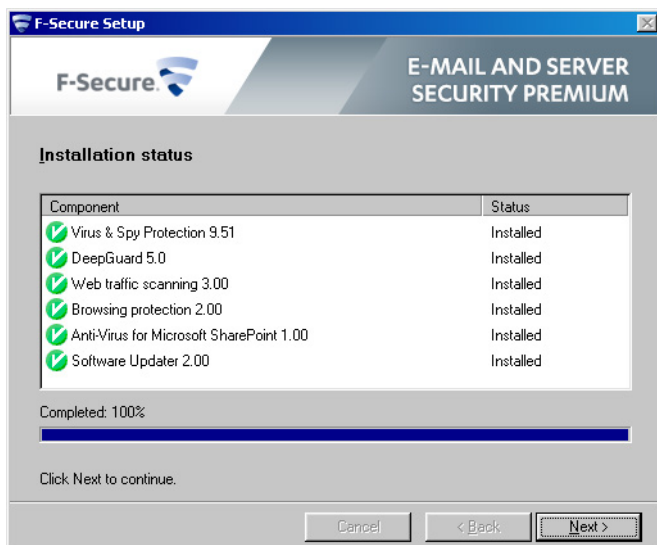 F-Secure Setup
F-Secure.
E-MAIL AND SERVER
SECURITY PREMIUM
Installation status
Component Status
Virus & Spy Protection 9.51 Installed
DeepGuard 5.0 Installed
Web traffic scanning 3.00 Installed
Browsing protection 2.00 Installed
Anti-Virus for Microsoft SharePoint 1.00 Installed
Software Updater 2.00 Installed
Completed: 100%
Click Next to continue.
Cancel < Back Next >